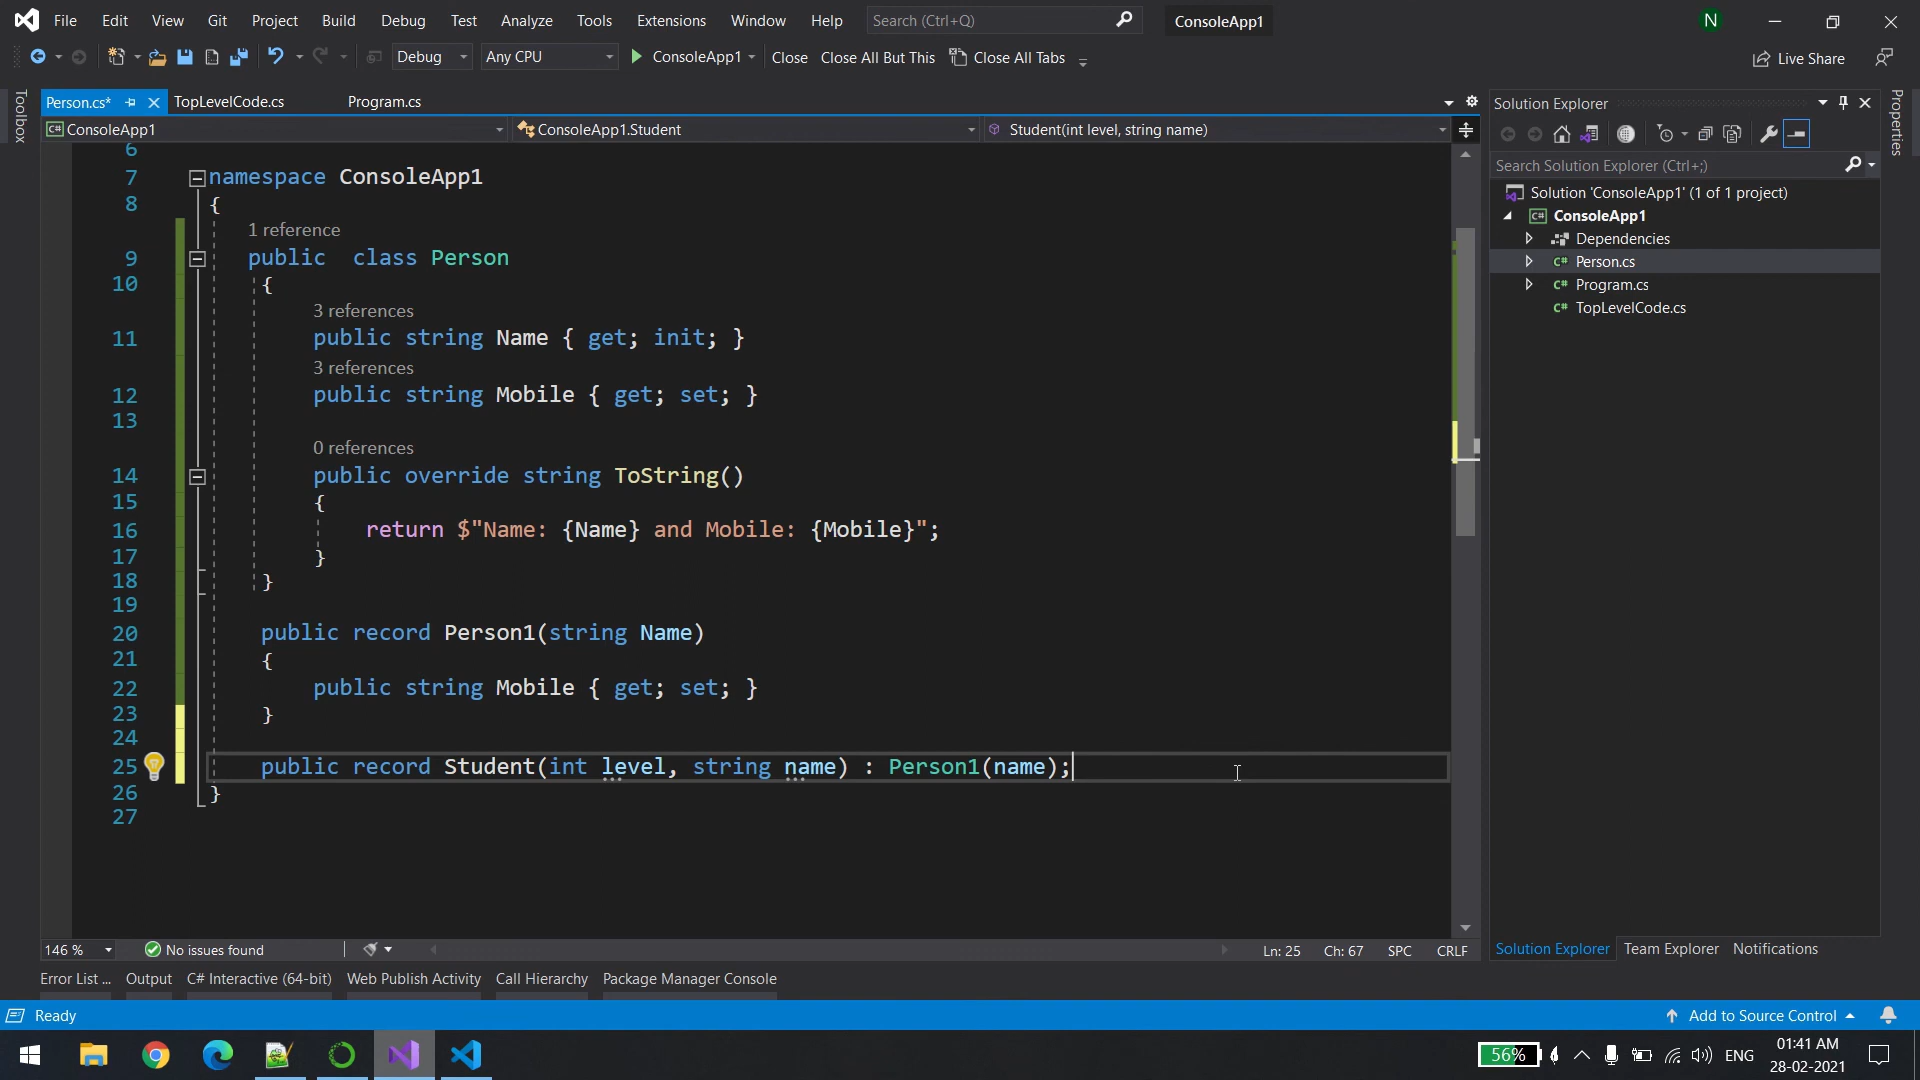 File Edit View Git Project Build Debug Test Analyze Tools Extensions Window Help Search (Ctrl+Q) ConsoleApp1 N
Debug Any CPU ConsoleApp1 Close Close All But This Close All Tabs Live Share
Toolbox
Person.cs* TopLevelCode.cs Program.cs
C# ConsoleApp1 ConsoleApp1.Student Student(int level, string name)
6
7 namespace ConsoleApp1
8 {
1 reference
9 public class Person
10 {
3 references
11 public string Name { get; init; }
3 references
12 public string Mobile { get; set; }
13
0 references
14 public override string ToString()
15 {
16 return $"Name: {Name} and Mobile: {Mobile}";
17 }
18 }
19
20 public record Person1(string Name)
21 {
22 public string Mobile { get; set; }
23 }
24
25 public record Student(int level, string name) : Person1(name);
26 }
27
146 % No issues found Ln: 25 Ch: 67 SPC CRLF
Solution Explorer
Search Solution Explorer (Ctrl+;)
Solution 'ConsoleApp1' (1 of 1 project)
C# ConsoleApp1
Dependencies
C# Person.cs
C# Program.cs
C# TopLevelCode.cs
Solution Explorer Team Explorer Notifications
Properties
Error List ... Output C# Interactive (64-bit) Web Publish Activity Call Hierarchy Package Manager Console
Ready Add to Source Control
56% ENG 01:41 AM
28-02-2021